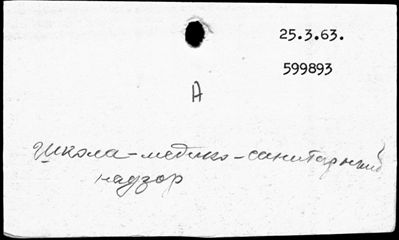 25.3.63.
599893
А
Школа-медико-санитарный
надзор